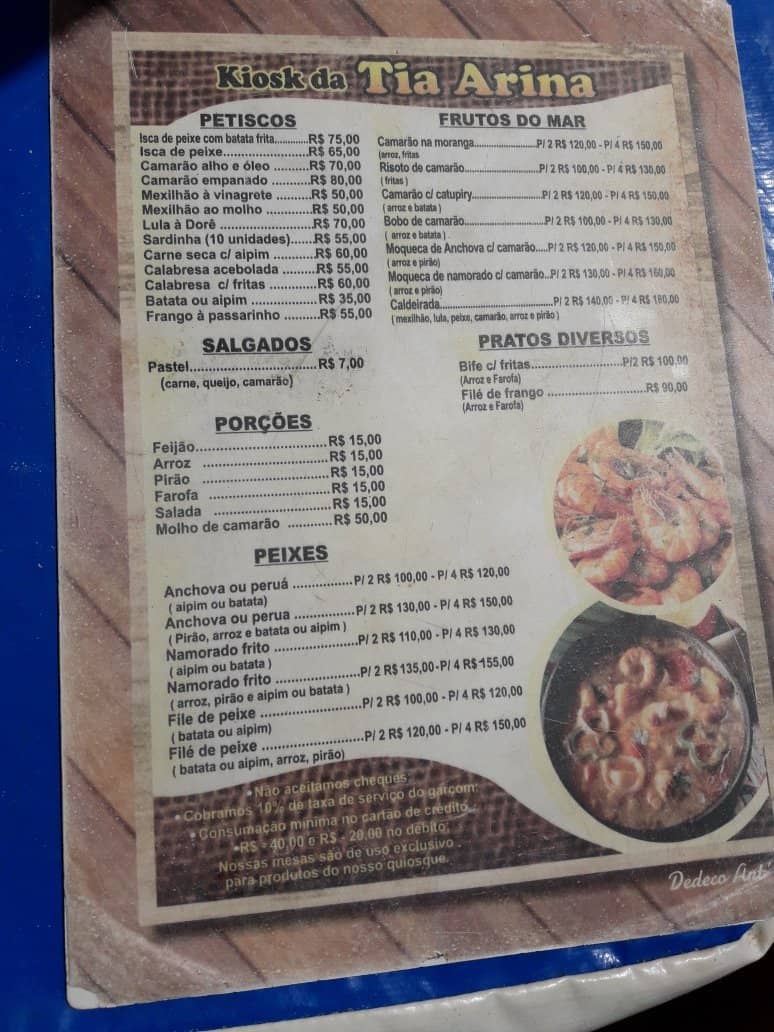 Kiosk da Tia Arina
PETISCOS
Isca de peixe com batata frita............R$ 75,00
Isca de peixe......................R$ 65,00
Camarão alho e óleo .........R$ 70,00
Camarão empanado ..........R$ 80,00
Mexilhão à vinagrete .........R$ 50,00
Mexilhão ao molho ............R$ 50,00
Lula à Dorê .........................R$ 70,00
Sardinha (10 unidades)......R$ 55,00
Carne seca c/ aipim ..........R$ 60,00
Calabresa acebolada .........R$ 55,00
Calabresa c/ fritas ............R$ 60,00
Batata ou aipim .................R$ 35,00
Frango à passarinho .........R$ 55,00
SALGADOS
Pastel.................................R$ 7,00
(carne, queijo, camarão)
PORÇÕES
Feijão.................................R$ 15,00
Arroz ................................R$ 15,00
Pirão ................................R$ 15,00
Farofa ..............................R$ 15,00
Salada ..............................R$ 15,00
Molho de camarão ...........R$ 50,00
PEIXES
Anchova ou peruá ................P/ 2 R$ 100,00 - P/ 4 R$ 120,00
( aipim ou batata)
Anchova ou perua ................P/ 2 R$ 130,00 - P/ 4 R$ 150,00
( Pirão, arroz e batata ou aipim )
Namorado frito ......................P/ 2 R$ 110,00 - P/ 4 R$ 130,00
( aipim ou batata )
Namorado frito ......................P/ 2 R$ 135,00- P/ 4 R$ 155,00
( arroz, pirão e aipim ou batata )
File de peixe ..........................P/ 2 R$ 100,00 - P/ 4 R$ 120,00
( batata ou aipim)
Filé de peixe ..........................P/ 2 R$ 120,00 - P/ 4 R$ 150,00
( batata ou aipim, arroz, pirão)
FRUTOS DO MAR
Camarão na moranga......................P/ 2 R$ 120,00 - P/ 4 R$ 150,00
(arroz, fritas
Risoto de camarão..........................P/ 2 R$ 100,00 - P/ 4 R$ 130,00
( fritas )
Camarão c/ catupiry........................P/ 2 R$ 120,00 - P/ 4 R$ 150,00
( arroz e batata )
Bobo de camarão............................P/ 2 R$ 100,00 - P/ 4 R$ 130,00
( arroz e batata )
Moqueca de Anchova c/ camarão.....P/ 2 R$ 120,00 - P/ 4 R$ 150,00
( arroz e pirão)
Moqueca de namorado c/ camarão..P/ 2 R$ 130,00 - P/ 4 R$ 160,00
( arroz e pirão)
Caldeirada........................................P/ 2 R$ 140,00 - P/ 4 R$ 180,00
( mexilhão, lula, peixe, camarão, arroz e pirão )
PRATOS DIVERSOS
Bife c/ fritas........................P/2 R$ 100,00
(Arroz e Farofa)
Filé de frango ..........................R$ 90,00
(Arroz e Farofa)
• Não aceitamos cheques
• Cobramos 10% de taxa de serviço do garçom.
• Consumação mínima no cartão de crédito
•R$ - 40,00 e R$ - 20,00 no débito;
Nossas mesas são de uso exclusivo
para produtos do nosso quiosque.
Dedeco Art